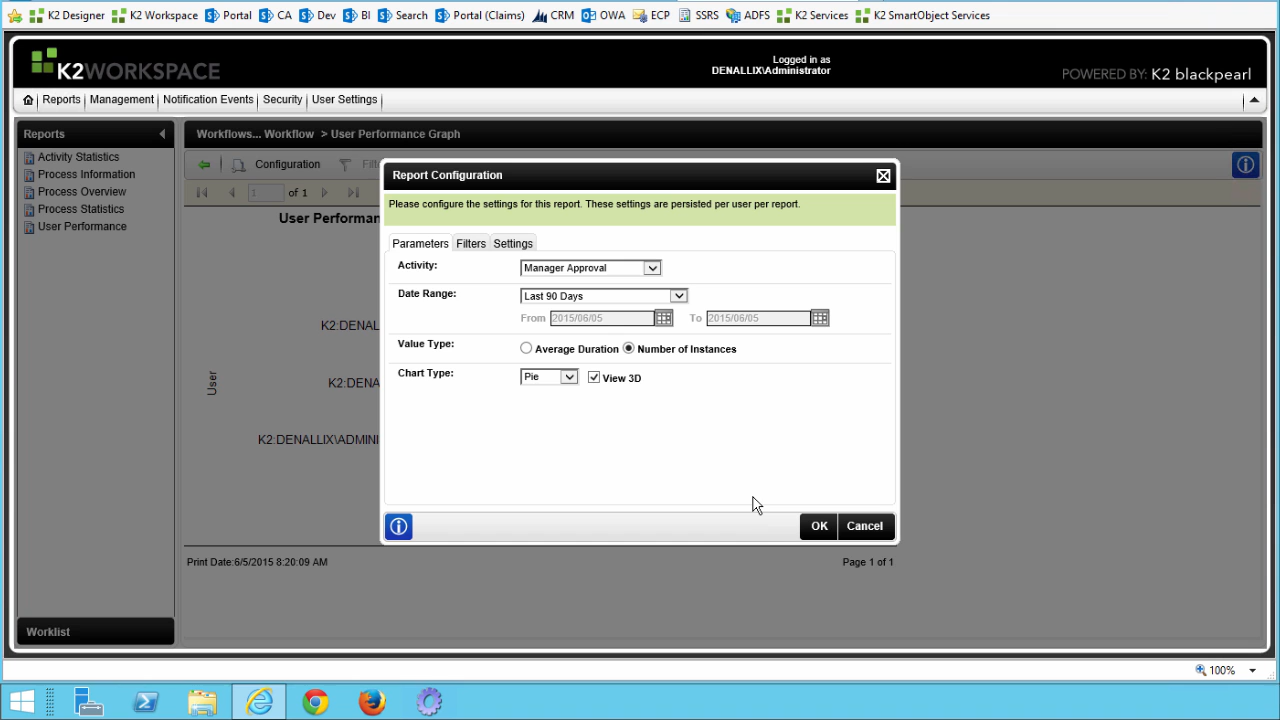 K2 Designer K2 Workspace Portal CA Dev BI Search Portal (Claims) CRM OWA ECP SSRS ADFS K2 Services K2 SmartObject Services
K2WORKSPACE
Logged in as
DENALLIX\Administrator
POWERED BY: K2 blackpearl
Reports Management Notification Events Security User Settings
Reports
Activity Statistics
Process Information
Process Overview
Process Statistics
User Performance
Worklist
Workflows... Workflow > User Performance Graph
Configuration Filt
1 of 1
User Performan
K2:DENAL
K2:DENA
K2:DENALLIX\ADMINI
User
Print Date:6/5/2015 8:20:09 AM
Page 1 of 1
Report Configuration
Please configure the settings for this report. These settings are persisted per user per report.
Parameters Filters Settings
Activity: Manager Approval
Date Range: Last 90 Days
From 2015/06/05 To 2015/06/05
Value Type: Average Duration Number of Instances
Chart Type: Pie View 3D
OK Cancel
100%